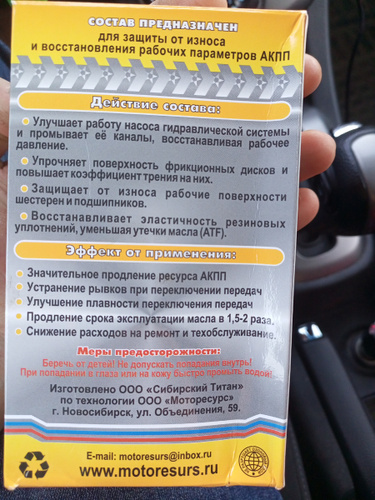 СОСТАВ ПРЕДНАЗНАЧЕН
для защиты от износа
и восстановления рабочих параметров АКПП
Действие состава:
• Улучшает работу насоса гидравлической системы
и промывает её каналы, восстанавливая рабочее
давление.
• Упрочняет поверхность фрикционных дисков и
повышает коэффициент трения на них.
• Защищает от износа рабочие поверхности
шестерен и подшипников.
• Восстанавливает эластичность резиновых
уплотнений, уменьшая утечки масла (ATF).
Эффект от применения:
• Значительное продление ресурса АКПП
• Устранение рывков при переключении передач
• Улучшение плавности переключения передач
• Продление срока эксплуатации масла в 1,5-2 раза.
• Снижение расходов на ремонт и техобслуживание.
Меры предосторожности:
Беречь от детей! Не допускать попадания внутрь!
При попадании в глаза или на кожу быстро промыть водой!
Изготовлено ООО «Сибирский Титан»
по технологии ООО «Моторесурс»
г. Новосибирск, ул. Объединения, 59.
E-mail: motoresurs@inbox.ru
www.motoresurs.ru